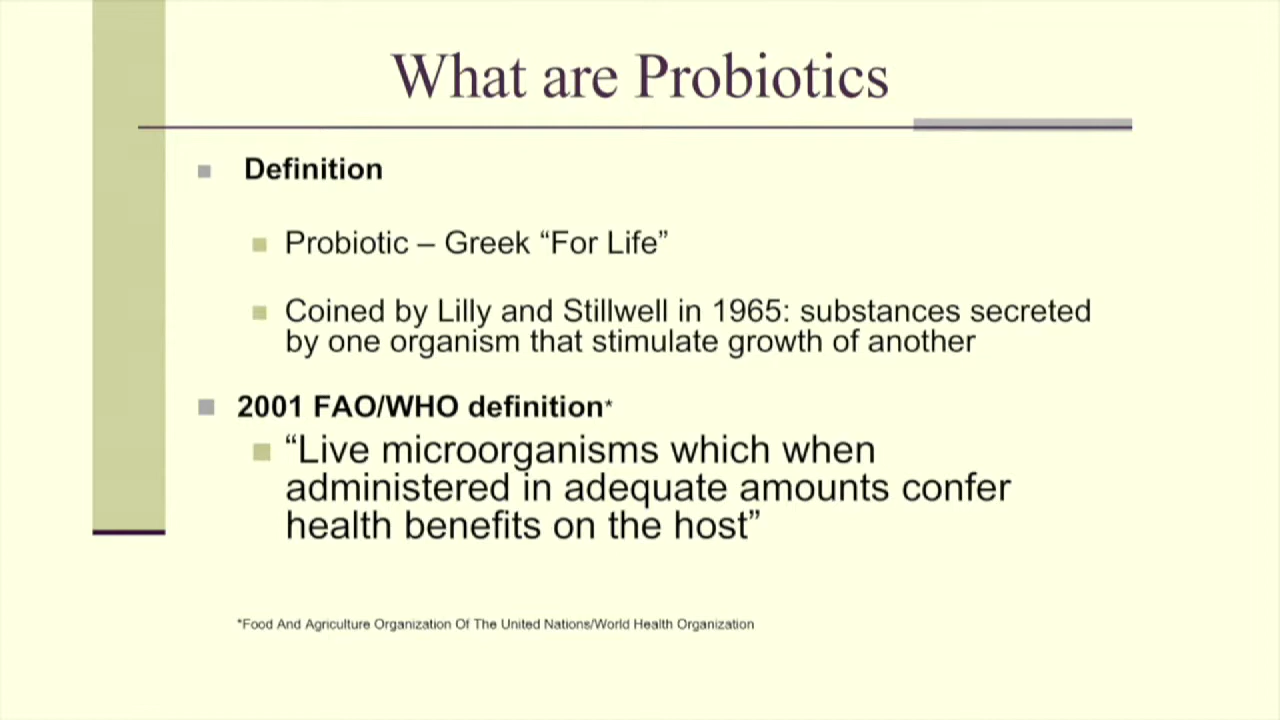 What are Probiotics
Definition
Probiotic – Greek “For Life”
Coined by Lilly and Stillwell in 1965: substances secreted
by one organism that stimulate growth of another
2001 FAO/WHO definition*
“Live microorganisms which when
administered in adequate amounts confer
health benefits on the host”
*Food And Agriculture Organization Of The United Nations/World Health Organization